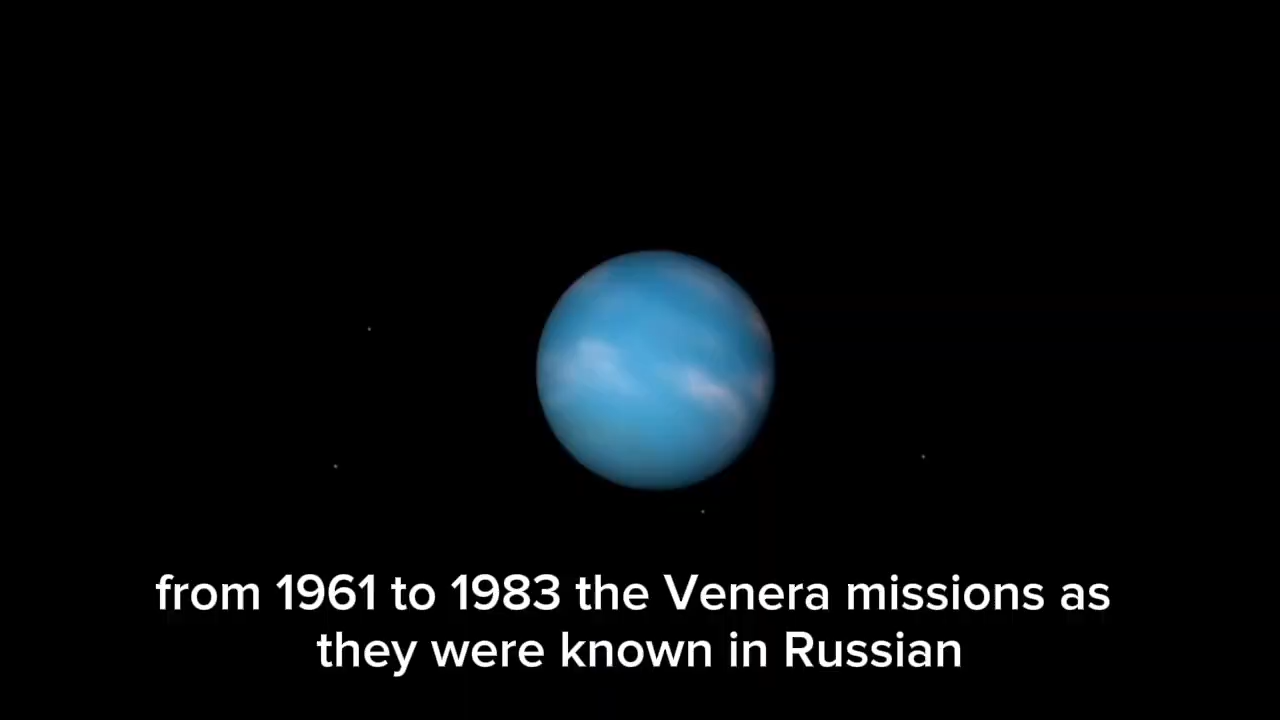 from 1961 to 1983 the Venera missions as
they were known in Russian